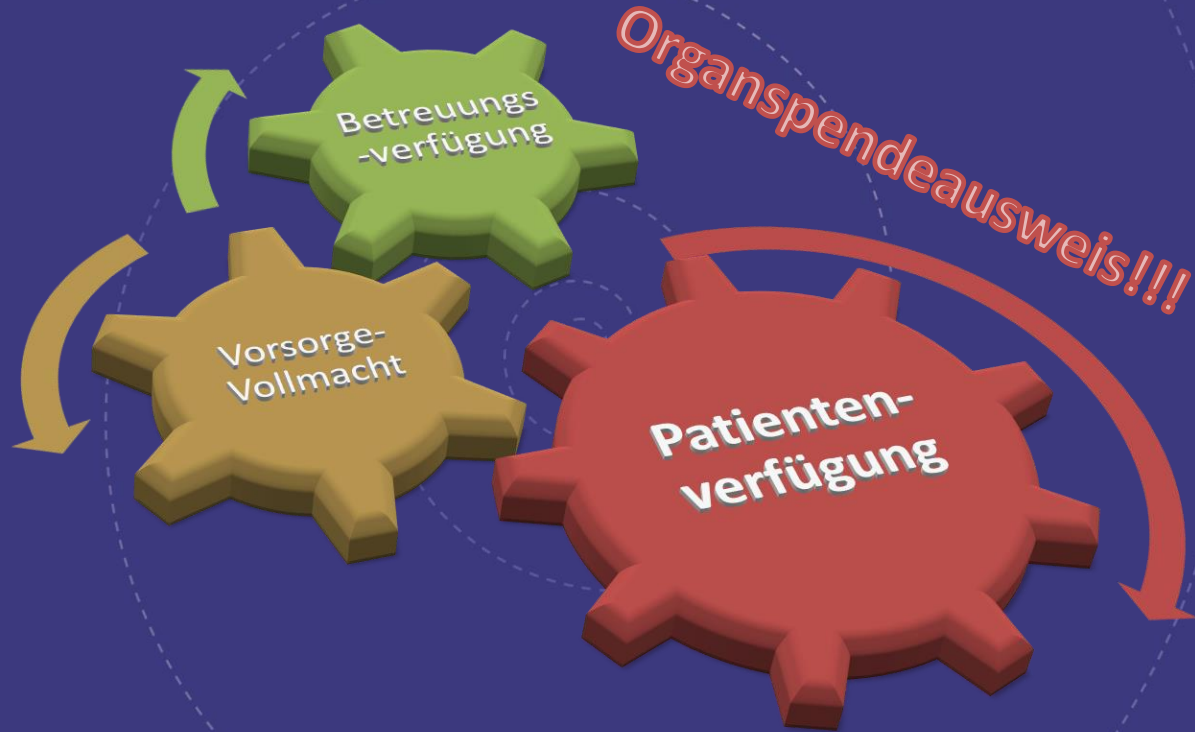 Organspendeausweis!!!
Betreuungs
-verfügung
Vorsorge-
Vollmacht
Patienten-
verfügung